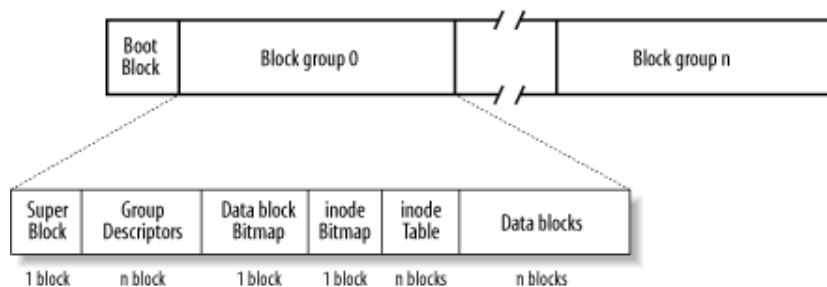 Boot
Block
Block group 0
Block group n
Super
Block
Group
Descriptors
Data block
Bitmap
inode
Bitmap
inode
Table
Data blocks
1 block
n block
1 block
1 block
n blocks
n blocks